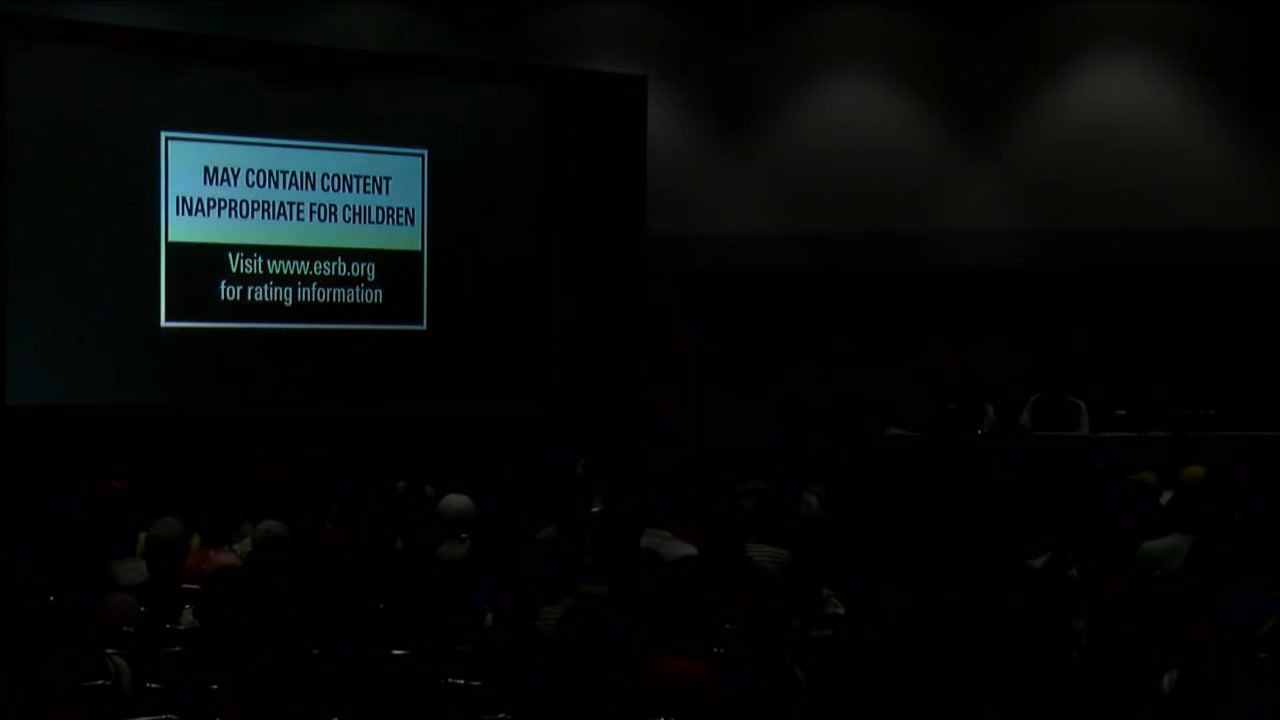 MAY CONTAIN CONTENT
INAPPROPRIATE FOR CHILDREN
Visit www.esrb.org
for rating information